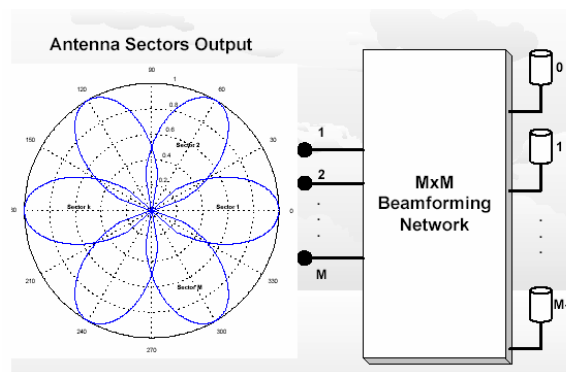 Antenna Sectors Output
90
1
120
60
0.8
0.6
150
30
0.4
Sector 2
0.2
Sector k
Sector 1
0
210
330
Sector M
240
300
270
1
2
M
MxM
Beamforming
Network
0
1
M-